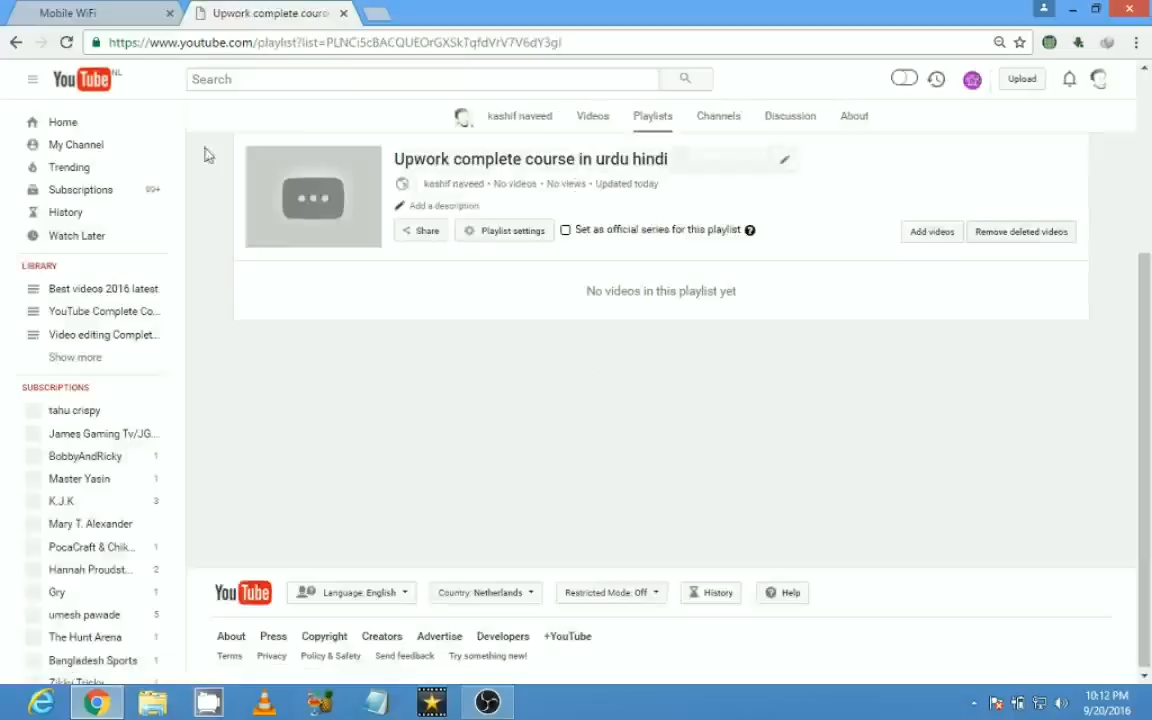 Mobile WiFi
Upwork complete cours
https://www.youtube.com/playlist?list=PLNCi5cBACQUEOrGXSkTqfdVrV7V6dY3gI
YouTube NL
Search
Upload
kashif naveed Videos Playlists Channels Discussion About
Home
My Channel
Trending
Subscriptions 99+
History
Watch Later
LIBRARY
Best videos 2016 latest
YouTube Complete Co...
Video editing Complet...
Show more
SUBSCRIPTIONS
tahu crispy
James Gaming Tv/JG...
BobbyAndRicky 1
Master Yasin 1
K.J.K 3
Mary T. Alexander
PocaCraft & Chik... 1
Hannah Proudst... 2
Gry 1
umesh pawade 5
The Hunt Arena 1
Bangladesh Sports 1
Zikky Tricky
Upwork complete course in urdu hindi
kashif naveed • No videos • No views • Updated today
Add a description
Share Playlist settings Set as official series for this playlist ? Add videos Remove deleted videos
No videos in this playlist yet
YouTube Language: English Country: Netherlands Restricted Mode: Off History Help
About Press Copyright Creators Advertise Developers +YouTube
Terms Privacy Policy & Safety Send feedback Try something new!
10:12 PM
9/20/2016